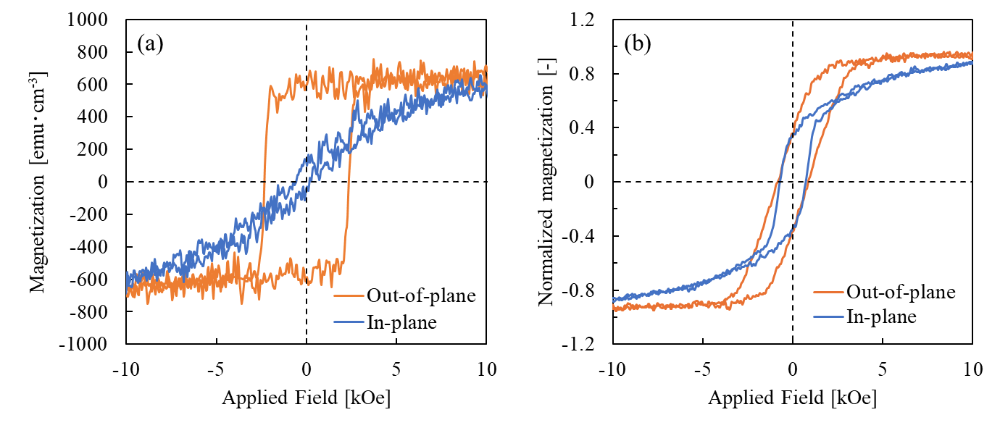 (a)
Magnetization [emu·cm⁻³]
1000
800
600
400
200
0
-200
-400
-600
-800
-1000
Out-of-plane
In-plane
-10 -5 0 5 10
Applied Field [kOe]
(b)
Normalized magnetization [-]
1.2
0.8
0.4
0
-0.4
-0.8
-1.2
Out-of-plane
In-plane
-10 -5 0 5 10
Applied Field [kOe]